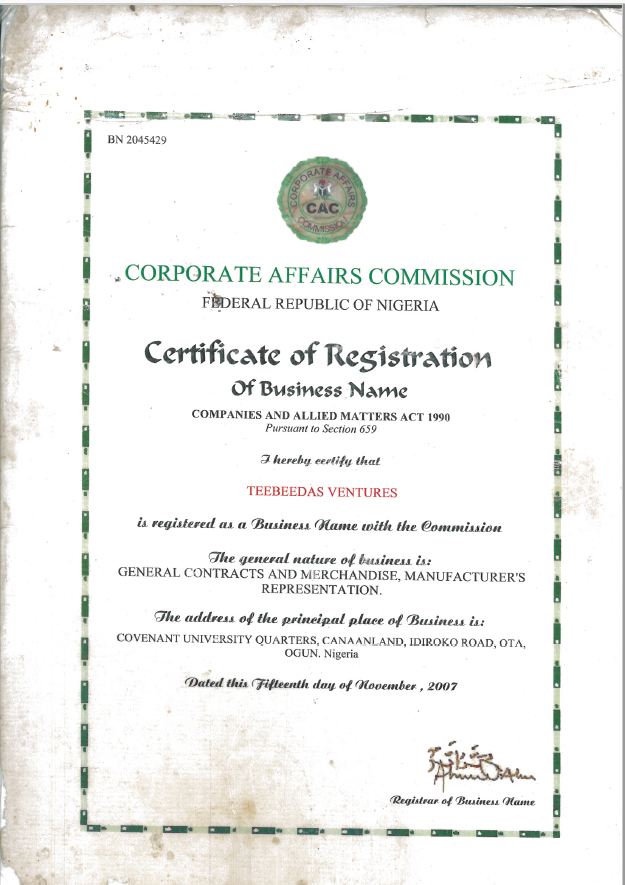 BN 2045429
CORPORATE AFFAIRS
CAC
COMMISSION
CORPORATE AFFAIRS COMMISSION
FEDERAL REPUBLIC OF NIGERIA
Certificate of Registration
Of Business Name
COMPANIES AND ALLIED MATTERS ACT 1990
Pursuant to Section 659
I hereby certify that
TEEBEEDAS VENTURES
is registered as a Business Name with the Commission
The general nature of business is:
GENERAL CONTRACTS AND MERCHANDISE, MANUFACTURER'S
REPRESENTATION.
The address of the principal place of Business is:
COVENANT UNIVERSITY QUARTERS, CANAANLAND, IDIROKO ROAD, OTA,
OGUN. Nigeria
Dated this Fifteenth day of November , 2007
Registrar of Business Name